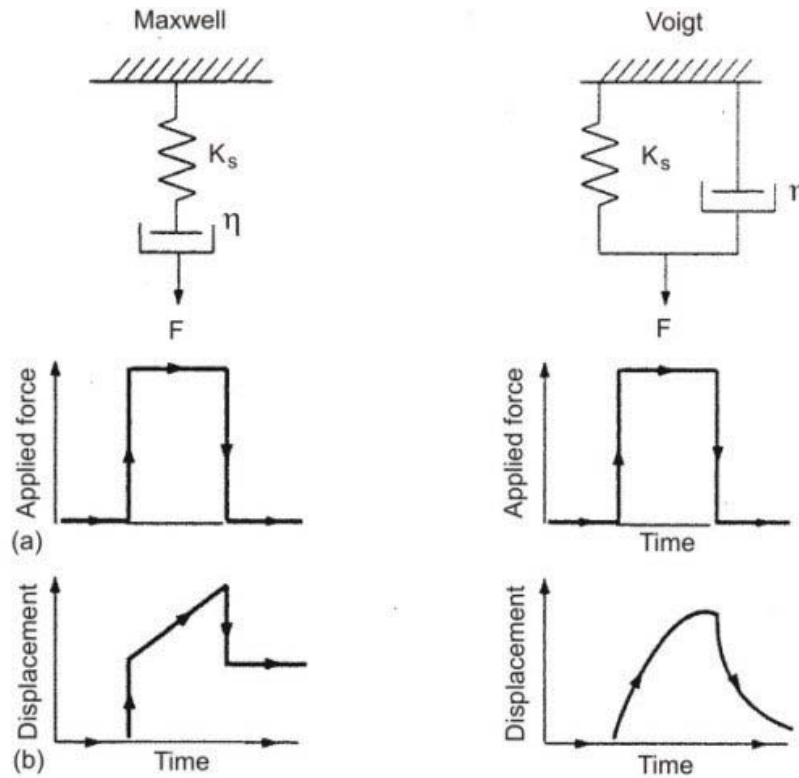 Maxwell
Voigt
Ks
η
F
Ks
η
F
Applied force
(a)
Applied force
Time
Displacement
(b)
Time
Displacement
Time